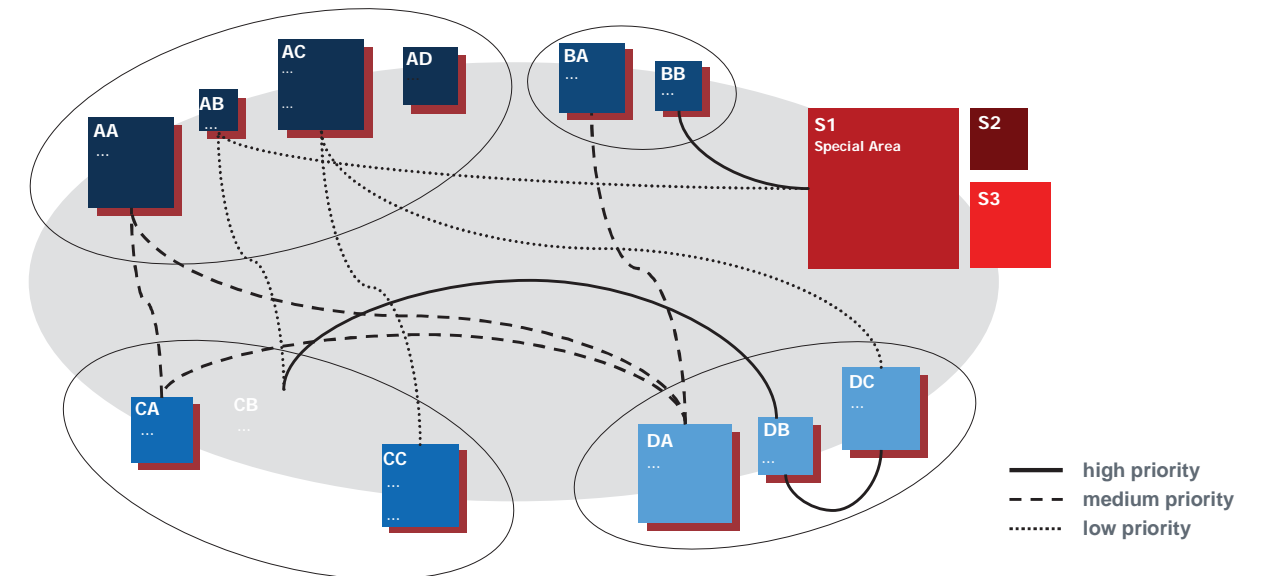 AC
...
...
AD
...
BA
...
BB
...
AB
...
AA
...
S1
Special Area
S2
S3
CA
...
CB
...
CC
...
...
DA
...
DB
...
DC
...
high priority
medium priority
low priority